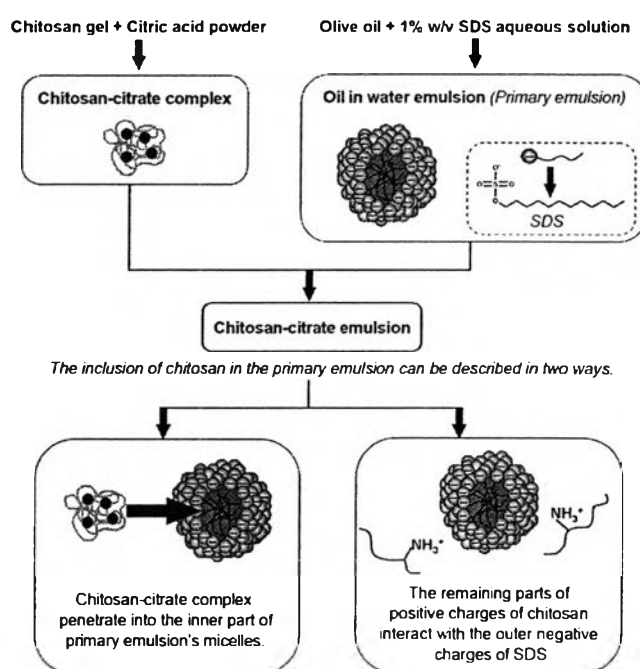 Chitosan gel + Citric acid powder
Olive oil + 1% w/v SDS aqueous solution
Chitosan-citrate complex
Oil in water emulsion (Primary emulsion)
O⁻
O=S=O
O
SDS
Chitosan-citrate emulsion
The inclusion of chitosan in the primary emulsion can be described in two ways.
Chitosan-citrate complex
penetrate into the inner part of
primary emulsion's micelles.
NH₃⁺
NH₃⁺
The remaining parts of
positive charges of chitosan
interact with the outer negative
charges of SDS